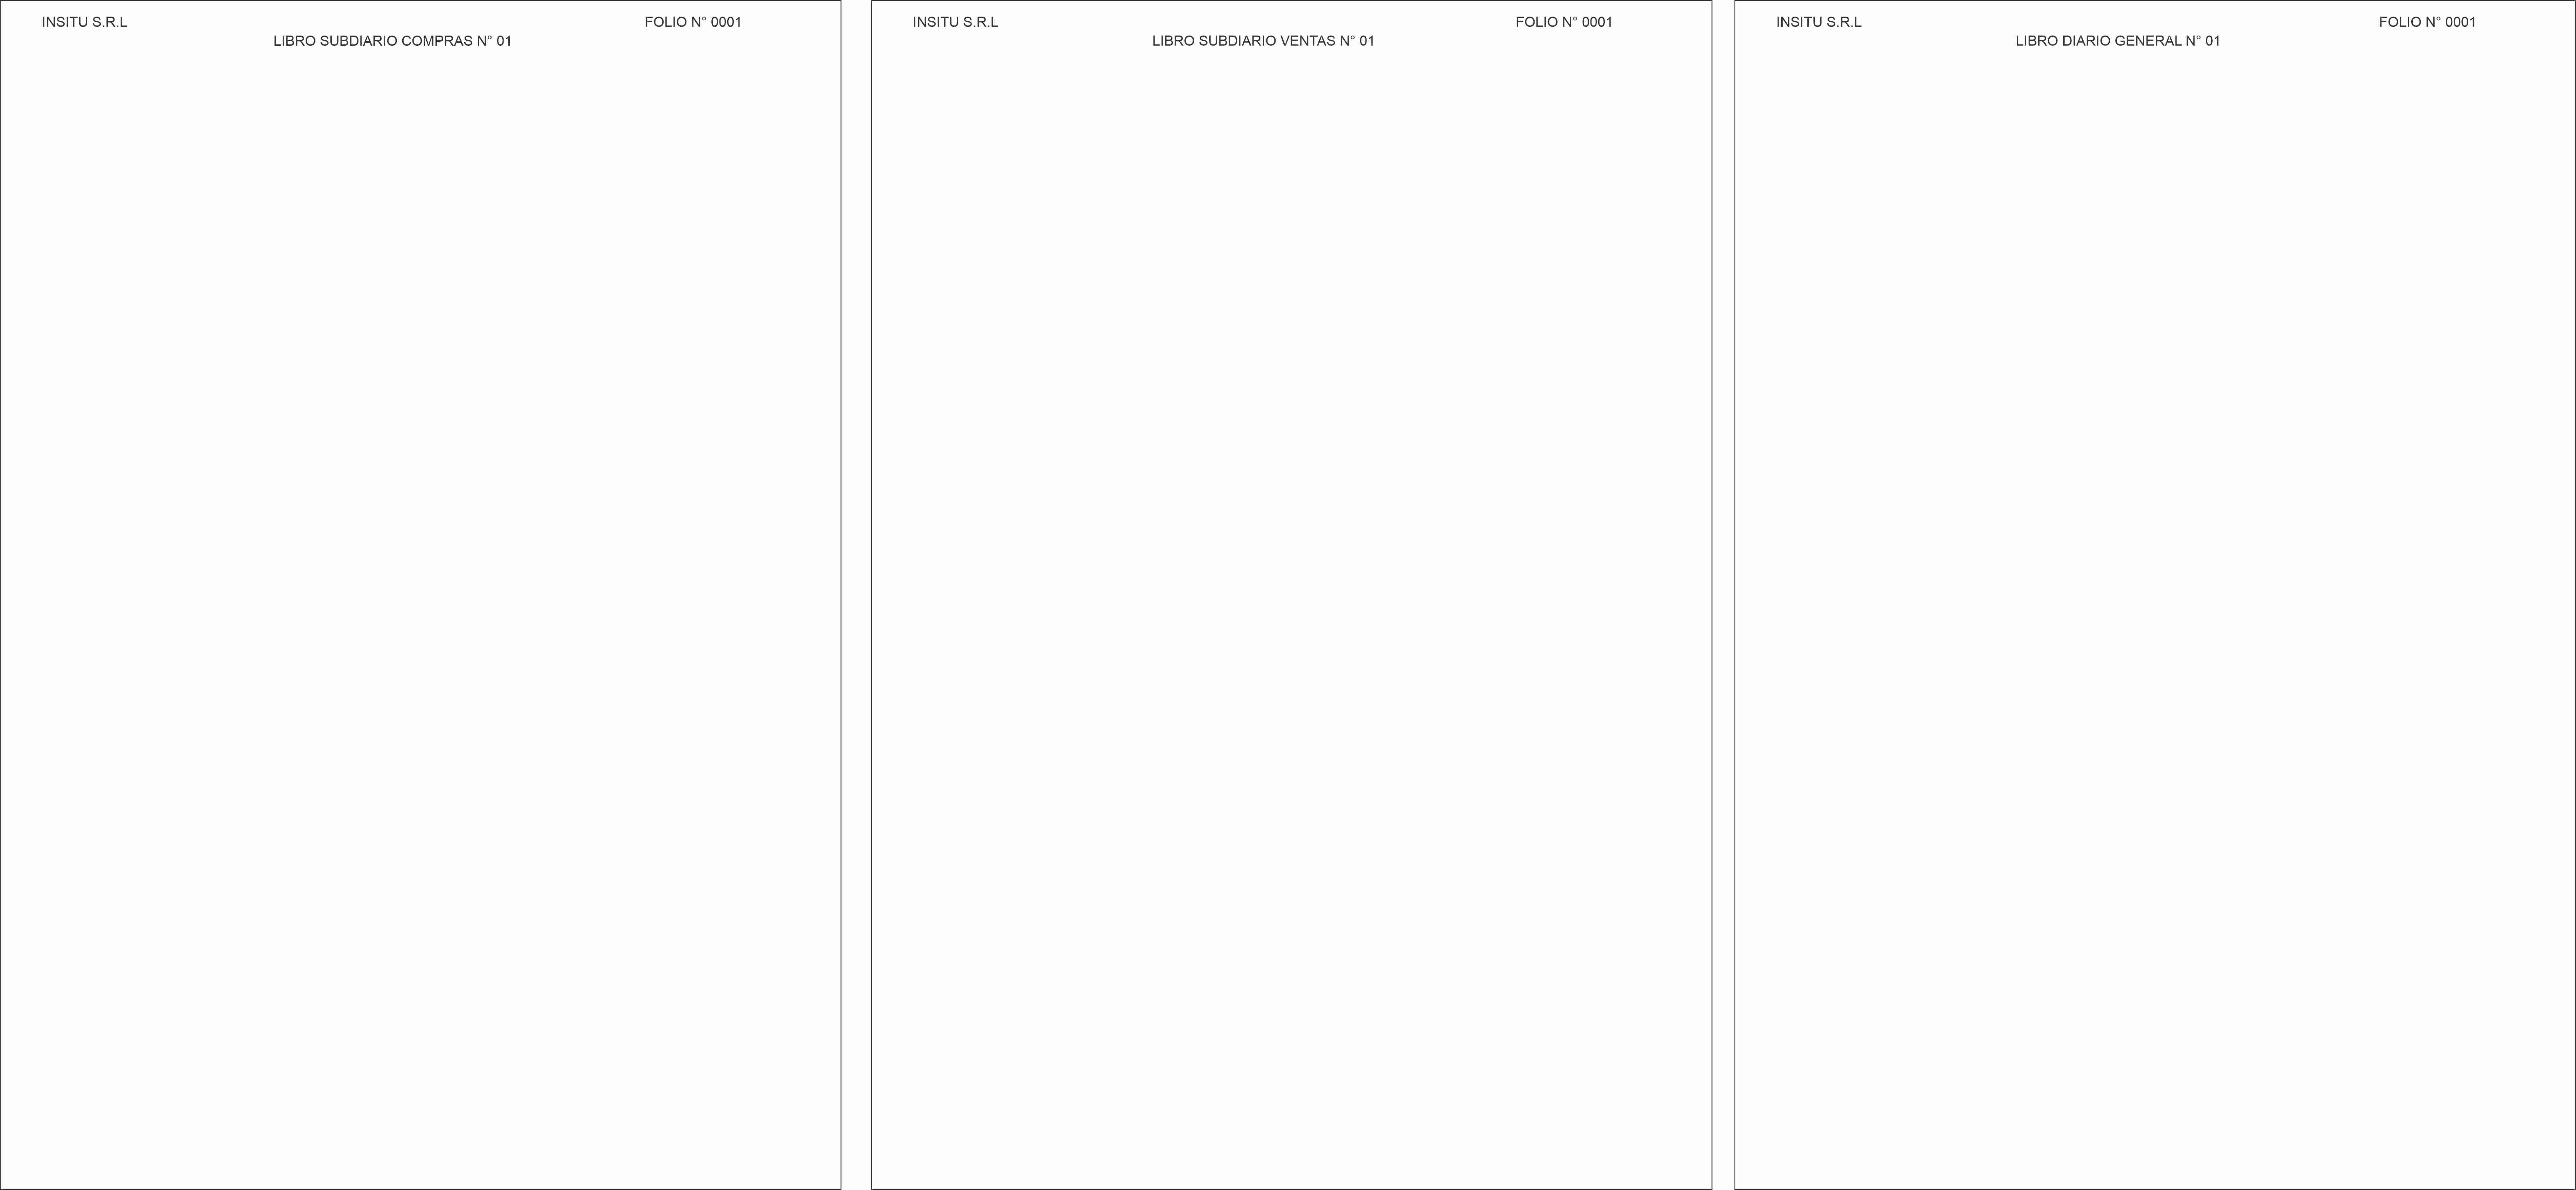 INSITU S.R.L
FOLIO N° 0001
LIBRO SUBDIARIO COMPRAS N° 01
INSITU S.R.L
FOLIO N° 0001
LIBRO SUBDIARIO VENTAS N° 01
INSITU S.R.L
FOLIO N° 0001
LIBRO DIARIO GENERAL N° 01